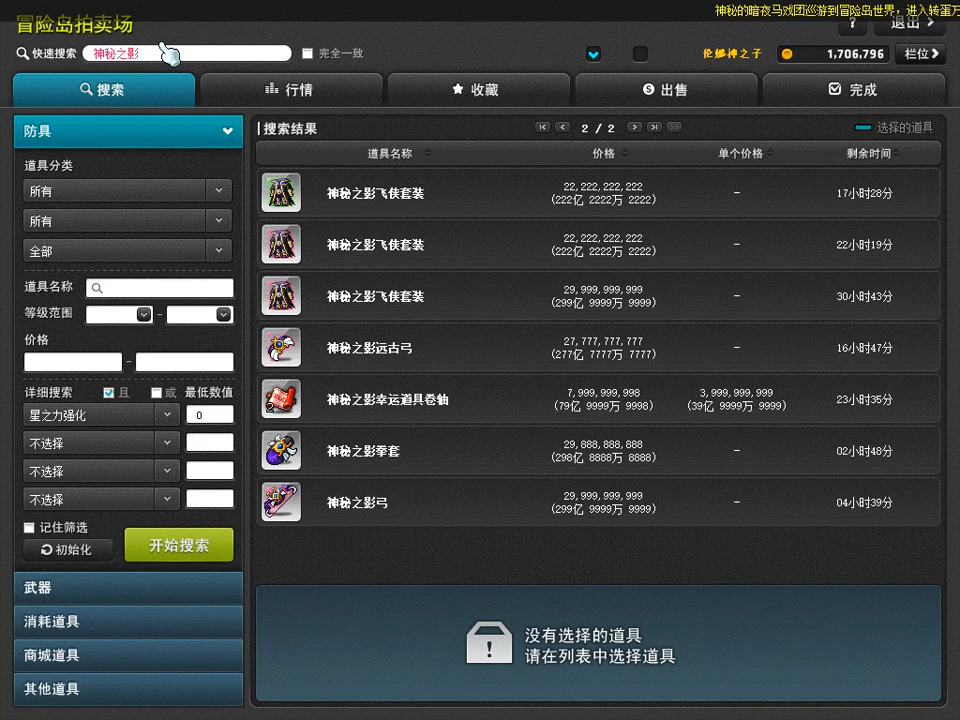 神秘的暗夜马戏团巡游到冒险岛世界，进入转蛋万
冒险岛拍卖场
? 退出
快速搜索 神秘之影 完全一致
伦娜神之子 1,706,796 栏位
搜索 行情 收藏 出售 完成
防具
道具分类
所有
所有
全部
道具名称
等级范围 -
价格
-
详细搜索 且 或 最低数值
星之力强化 0
不选择
不选择
不选择
记住筛选
初始化 开始搜索
武器
消耗道具
商城道具
其他道具
搜索结果 2 / 2 选择的道具
道具名称 价格 单个价格 剩余时间
神秘之影飞侠套装 22,222,222,222 - 17小时28分
(222亿 2222万 2222)
神秘之影飞侠套装 22,222,222,222 - 22小时19分
(222亿 2222万 2222)
神秘之影飞侠套装 29,999,999,999 - 30小时43分
(299亿 9999万 9999)
神秘之影远古弓 27,777,777,777 - 16小时47分
(277亿 7777万 7777)
2 神秘之影幸运道具卷轴 7,999,999,998 3,999,999,999 23小时35分
(79亿 9999万 9998) (39亿 9999万 9999)
神秘之影拳套 29,888,888,888 - 02小时48分
(298亿 8888万 8888)
神秘之影弓 29,999,999,999 - 04小时39分
(299亿 9999万 9999)
没有选择的道具
请在列表中选择道具